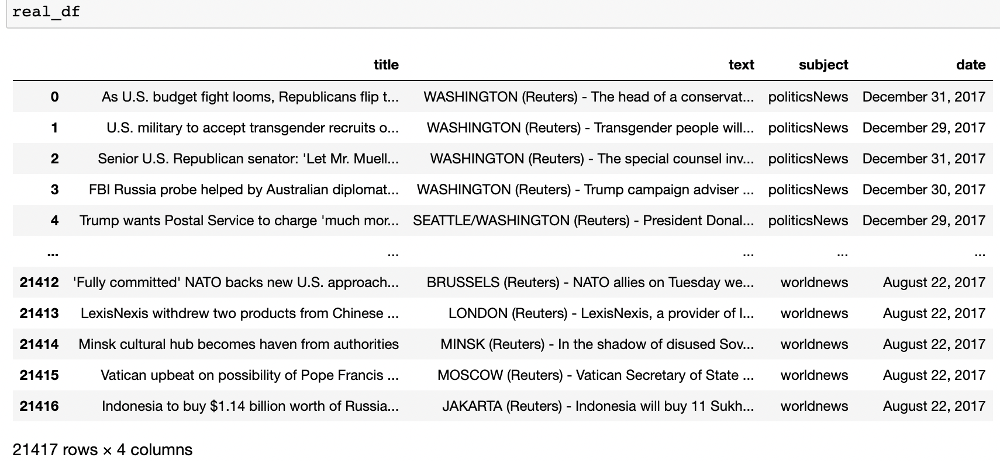 real_df
title text subject date
0 As U.S. budget fight looms, Republicans flip t... WASHINGTON (Reuters) - The head of a conservat... politicsNews December 31, 2017
1 U.S. military to accept transgender recruits o... WASHINGTON (Reuters) - Transgender people will... politicsNews December 29, 2017
2 Senior U.S. Republican senator: 'Let Mr. Muell... WASHINGTON (Reuters) - The special counsel inv... politicsNews December 31, 2017
3 FBI Russia probe helped by Australian diplomat... WASHINGTON (Reuters) - Trump campaign adviser ... politicsNews December 30, 2017
4 Trump wants Postal Service to charge 'much mor... SEATTLE/WASHINGTON (Reuters) - President Donal... politicsNews December 29, 2017
... ... ... ... ...
21412 'Fully committed' NATO backs new U.S. approach... BRUSSELS (Reuters) - NATO allies on Tuesday we... worldnews August 22, 2017
21413 LexisNexis withdrew two products from Chinese ... LONDON (Reuters) - LexisNexis, a provider of l... worldnews August 22, 2017
21414 Minsk cultural hub becomes haven from authorities MINSK (Reuters) - In the shadow of disused Sov... worldnews August 22, 2017
21415 Vatican upbeat on possibility of Pope Francis ... MOSCOW (Reuters) - Vatican Secretary of State ... worldnews August 22, 2017
21416 Indonesia to buy $1.14 billion worth of Russia... JAKARTA (Reuters) - Indonesia will buy 11 Sukh... worldnews August 22, 2017
21417 rows × 4 columns